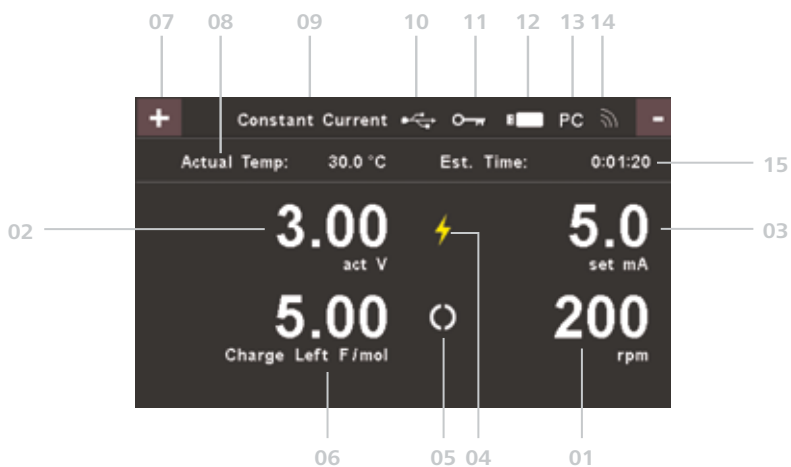 07 08 09 10 11 12 13 14
+ Constant Current PC -
Actual Temp: 30.0 °C Est. Time: 0:01:20 15
02 3.00 5.0 03
act V set mA
5.00 200
Charge Left F/mol rpm
06 05 04 01